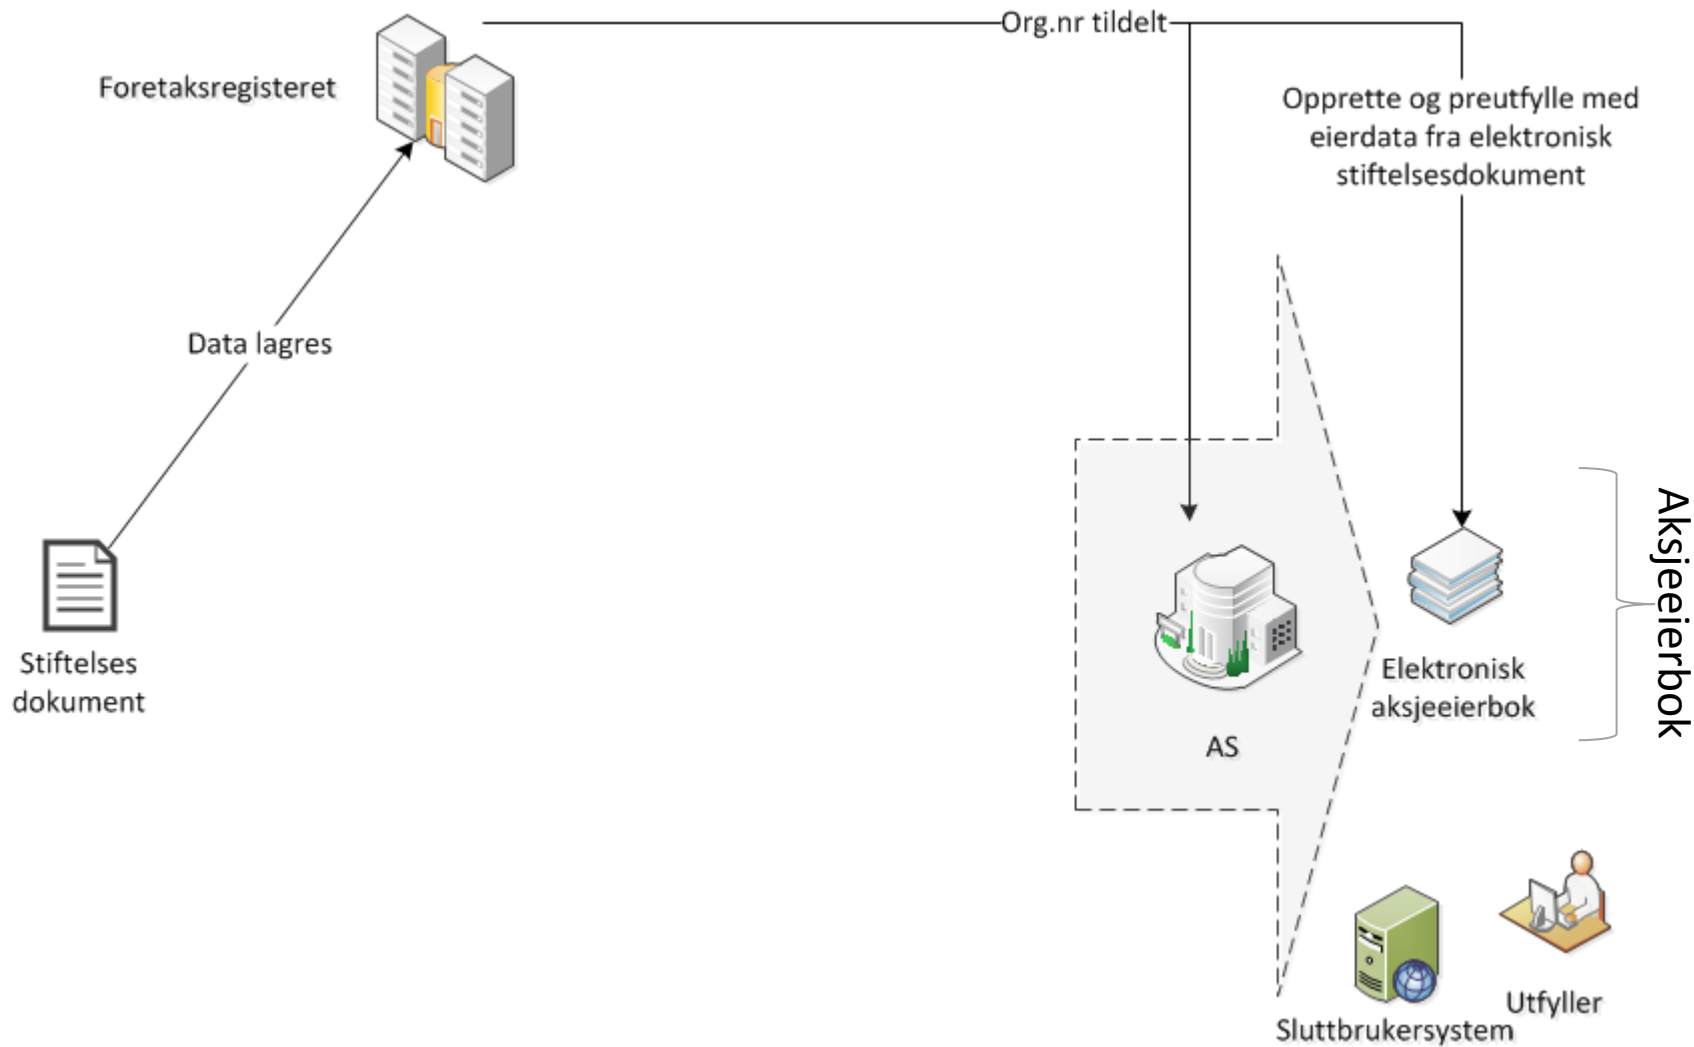 Org.nr tildelt
Foretaksregisteret
Opprette og preutfylle med
eierdata fra elektronisk
stiftelsesdokument
Data lagres
Aksjeeierbok
Stiftelses
dokument
Elektronisk
aksjeeierbok
AS
Utfyller
Sluttbrukersystem